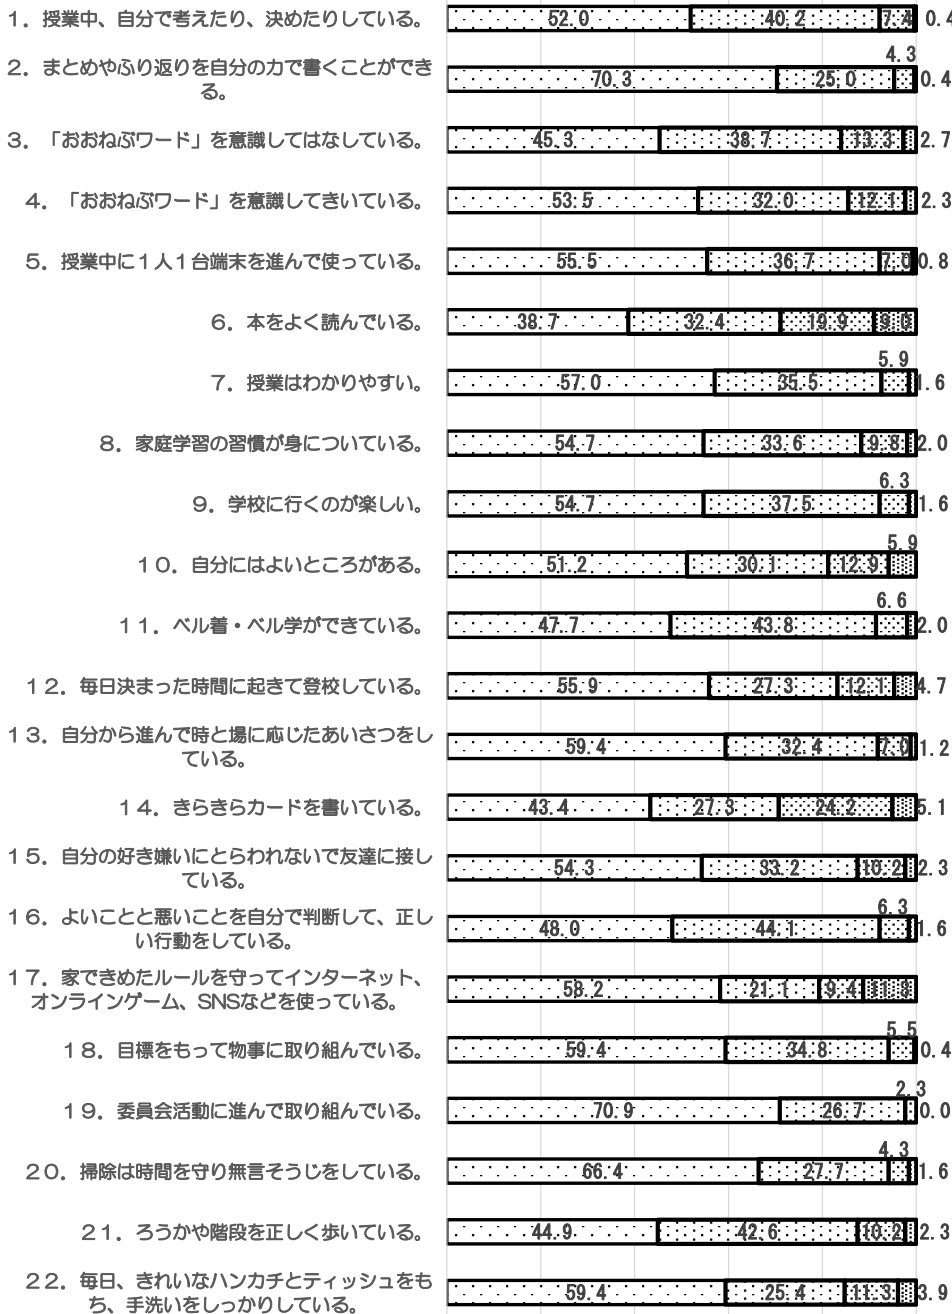 1．授業中、自分で考えたり、決めたりしている。
52.0 40.2 7.4 0.4
2．まとめやふり返りを自分の力で書くことができ
る。
70.3 25.0 4.3 0.4
3．「おおねぶワード」を意識してはなしている。
45.3 38.7 13.3 2.7
4．「おおねぶワード」を意識してきいている。
53.5 32.0 12.1 2.3
5．授業中に１人１台端末を進んで使っている。
55.5 36.7 7.0 0.8
6．本をよく読んでいる。
38.7 32.4 19.9 9.0
7．授業はわかりやすい。
57.0 35.5 5.9 1.6
8．家庭学習の習慣が身についている。
54.7 33.6 9.8 2.0
9．学校に行くのが楽しい。
54.7 37.5 6.3 1.6
１０．自分にはよいところがある。
51.2 30.1 12.9 5.9
１１．ベル着・ベル学ができている。
47.7 43.8 6.6 2.0
１２．毎日決まった時間に起きて登校している。
55.9 27.3 12.1 4.7
１３．自分から進んで時と場に応じたあいさつをし
ている。
59.4 32.4 7.0 1.2
１４．きらきらカードを書いている。
43.4 27.3 24.2 5.1
１５．自分の好き嫌いにとらわれないで友達に接し
ている。
54.3 33.2 10.2 2.3
１６．よいことと悪いことを自分で判断して、正し
い行動をしている。
48.0 44.1 6.3 1.6
１７．家できめたルールを守ってインターネット、
オンラインゲーム、SNSなどを使っている。
58.2 21.1 9.4 11.3
１８．目標をもって物事に取り組んでいる。
59.4 34.8 5.5 0.4
１９．委員会活動に進んで取り組んでいる。
70.9 26.7 2.3 0.0
２０．掃除は時間を守り無言そうじをしている。
66.4 27.7 4.3 1.6
２１．ろうかや階段を正しく歩いている。
44.9 42.6 10.2 2.3
２２．毎日、きれいなハンカチとティッシュをも
ち、手洗いをしっかりしている。
59.4 25.4 11.3 3.9